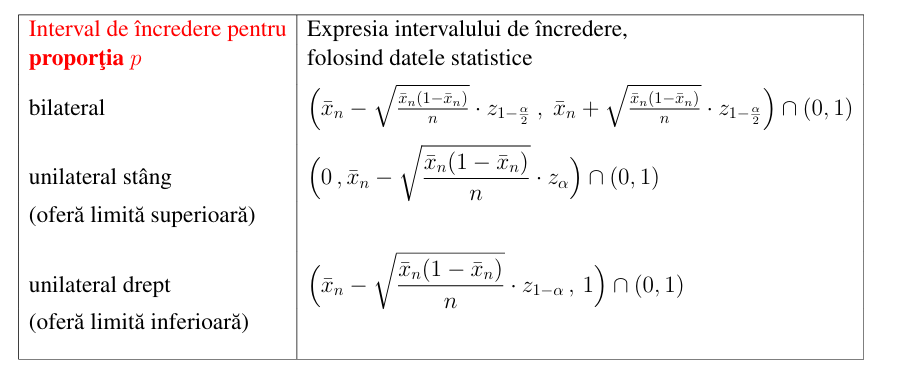 Interval de încredere pentru
proporţia p
Expresia intervalului de încredere,
folosind datele statistice
bilateral
(x̄ₙ − √(x̄ₙ(1−x̄ₙ)/n) · z_{1−α/2} , x̄ₙ + √(x̄ₙ(1−x̄ₙ)/n) · z_{1−α/2}) ∩ (0, 1)
unilateral stâng
(oferă limită superioară)
(0 , x̄ₙ − √(x̄ₙ(1 − x̄ₙ)/n) · z_α) ∩ (0, 1)
unilateral drept
(oferă limită inferioară)
(x̄ₙ − √(x̄ₙ(1 − x̄ₙ)/n) · z_{1−α} , 1) ∩ (0, 1)